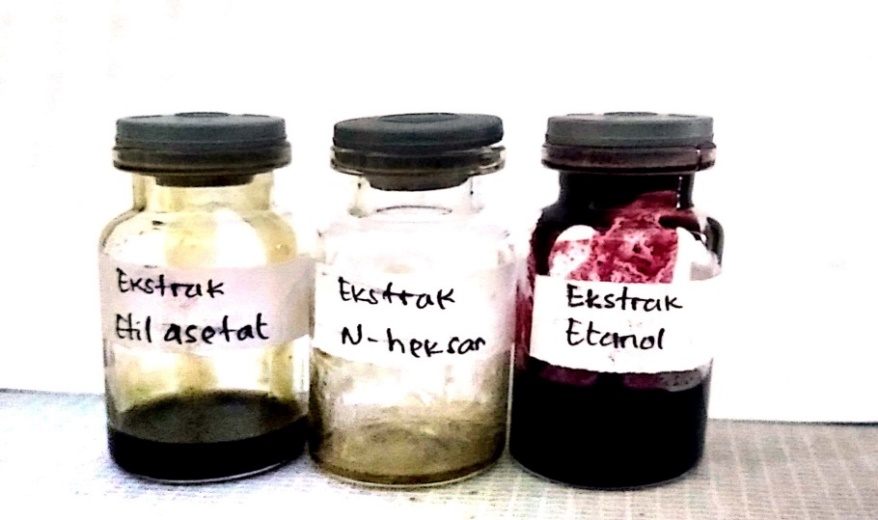 Ekstrak
Etil asetat
Ekstrak
N-heksan
Ekstrak
Etanol